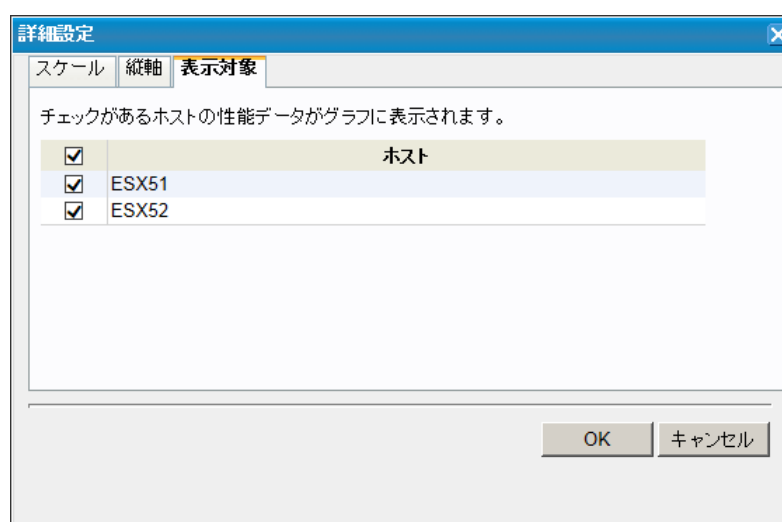 詳細設定
スケール 縦軸 表示対象
チェックがあるホストの性能データがグラフに表示されます。
ホスト
ESX51
ESX52
OK キャンセル